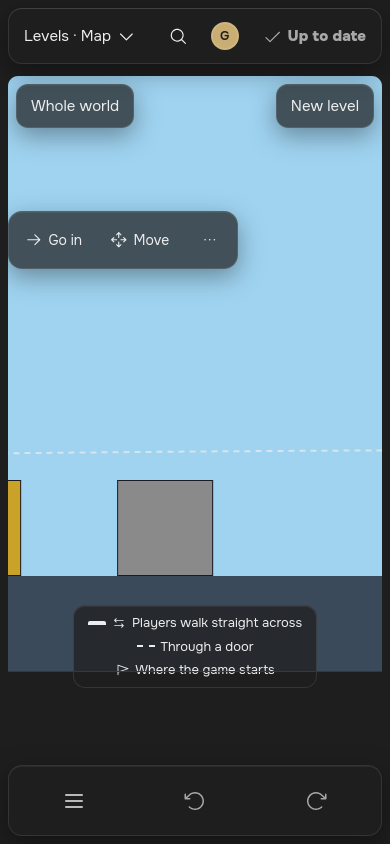 Levels · Map
G
Up to date
Whole world
New level
Go in
Move
Players walk straight across
Through a door
Where the game starts